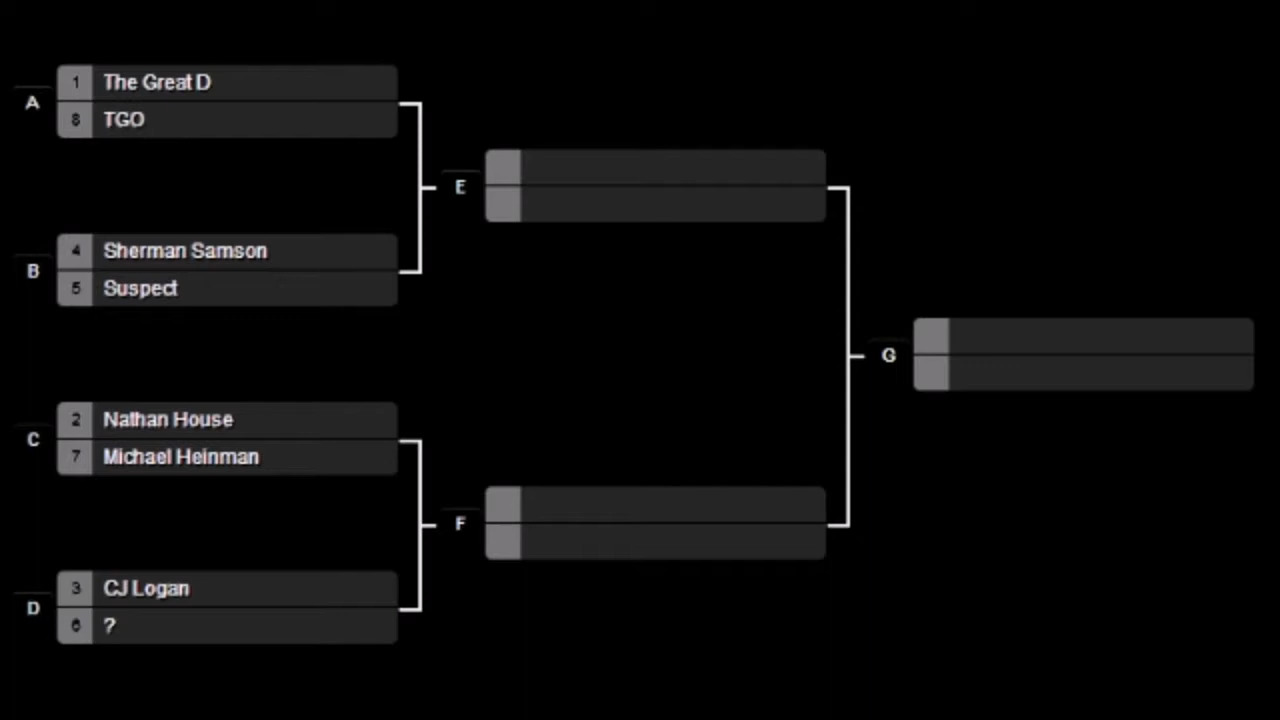 A
1 The Great D
8 TGO
B
4 Sherman Samson
5 Suspect
C
2 Nathan House
7 Michael Heinman
D
3 CJ Logan
6 ?
E
F
G